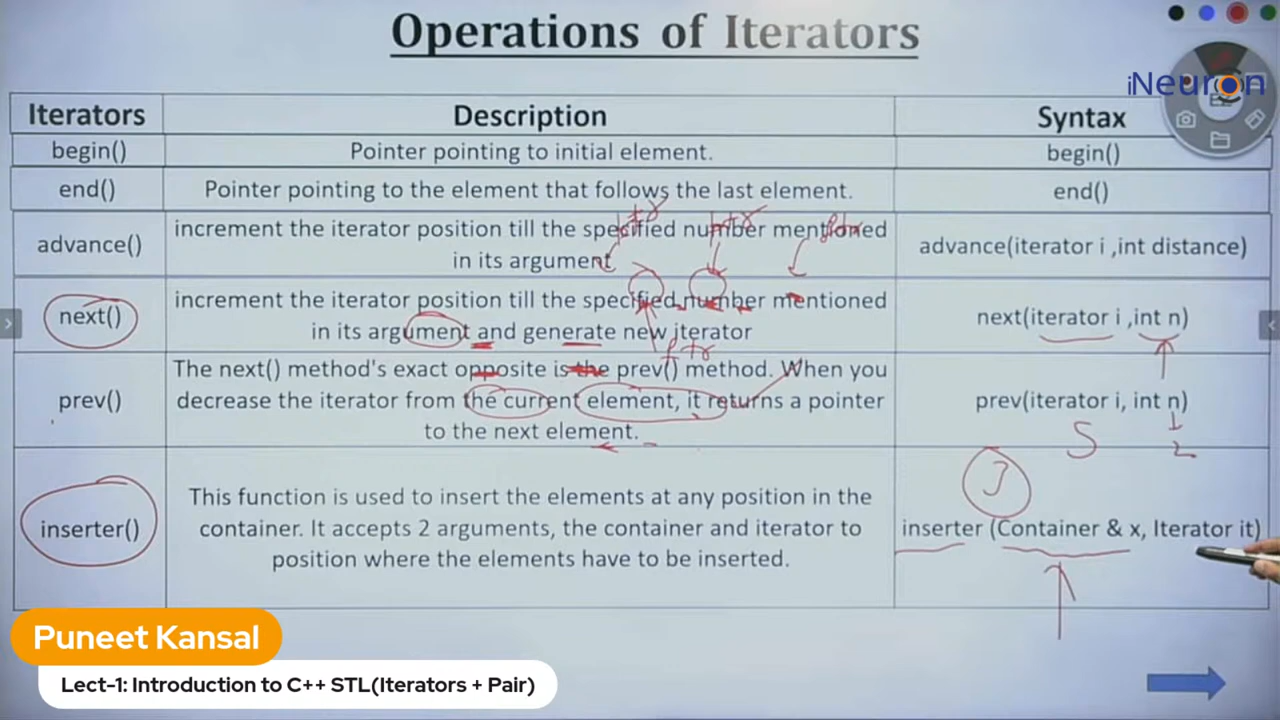 Operations of Iterators
iNeuron
Iterators
Description
Syntax
begin()
Pointer pointing to initial element.
begin()
end()
Pointer pointing to the element that follows the last element.
end()
advance()
increment the iterator position till the specified number mentioned
in its argument
advance(iterator i ,int distance)
next()
increment the iterator position till the specified number mentioned
in its argument and generate new iterator
next(iterator i ,int n)
prev()
The next() method's exact opposite is the prev() method. When you
decrease the iterator from the current element, it returns a pointer
to the next element.
prev(iterator i, int n)
1
2
5
3
inserter()
This function is used to insert the elements at any position in the
container. It accepts 2 arguments, the container and iterator to
position where the elements have to be inserted.
inserter (Container & x, Iterator it)
Puneet Kansal
Lect-1: Introduction to C++ STL(Iterators + Pair)